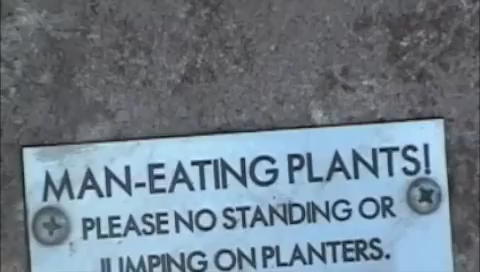 MAN-EATING PLANTS!
PLEASE NO STANDING OR
JUMPING ON PLANTERS.